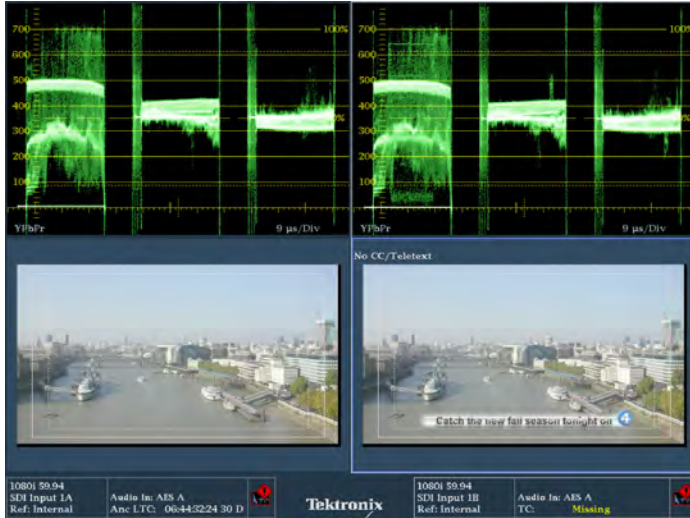 700
600
500
400
300
200
100
100%
YPbPr
9 µs/Div
700
600
500
400
300
200
100
100
0%
YPbPr
9 µs/Div
No CC/Teletext
Catch the new fall season tonight on 4
1080i 59.94
SDI Input 1A
Ref: Internal
Audio In: AES A
Anc LTC: 06:44:32:24 30 D
Tektronix
1080i 59.94
SDI Input 1B
Ref: Internal
Audio In: AES A
TC: Missing